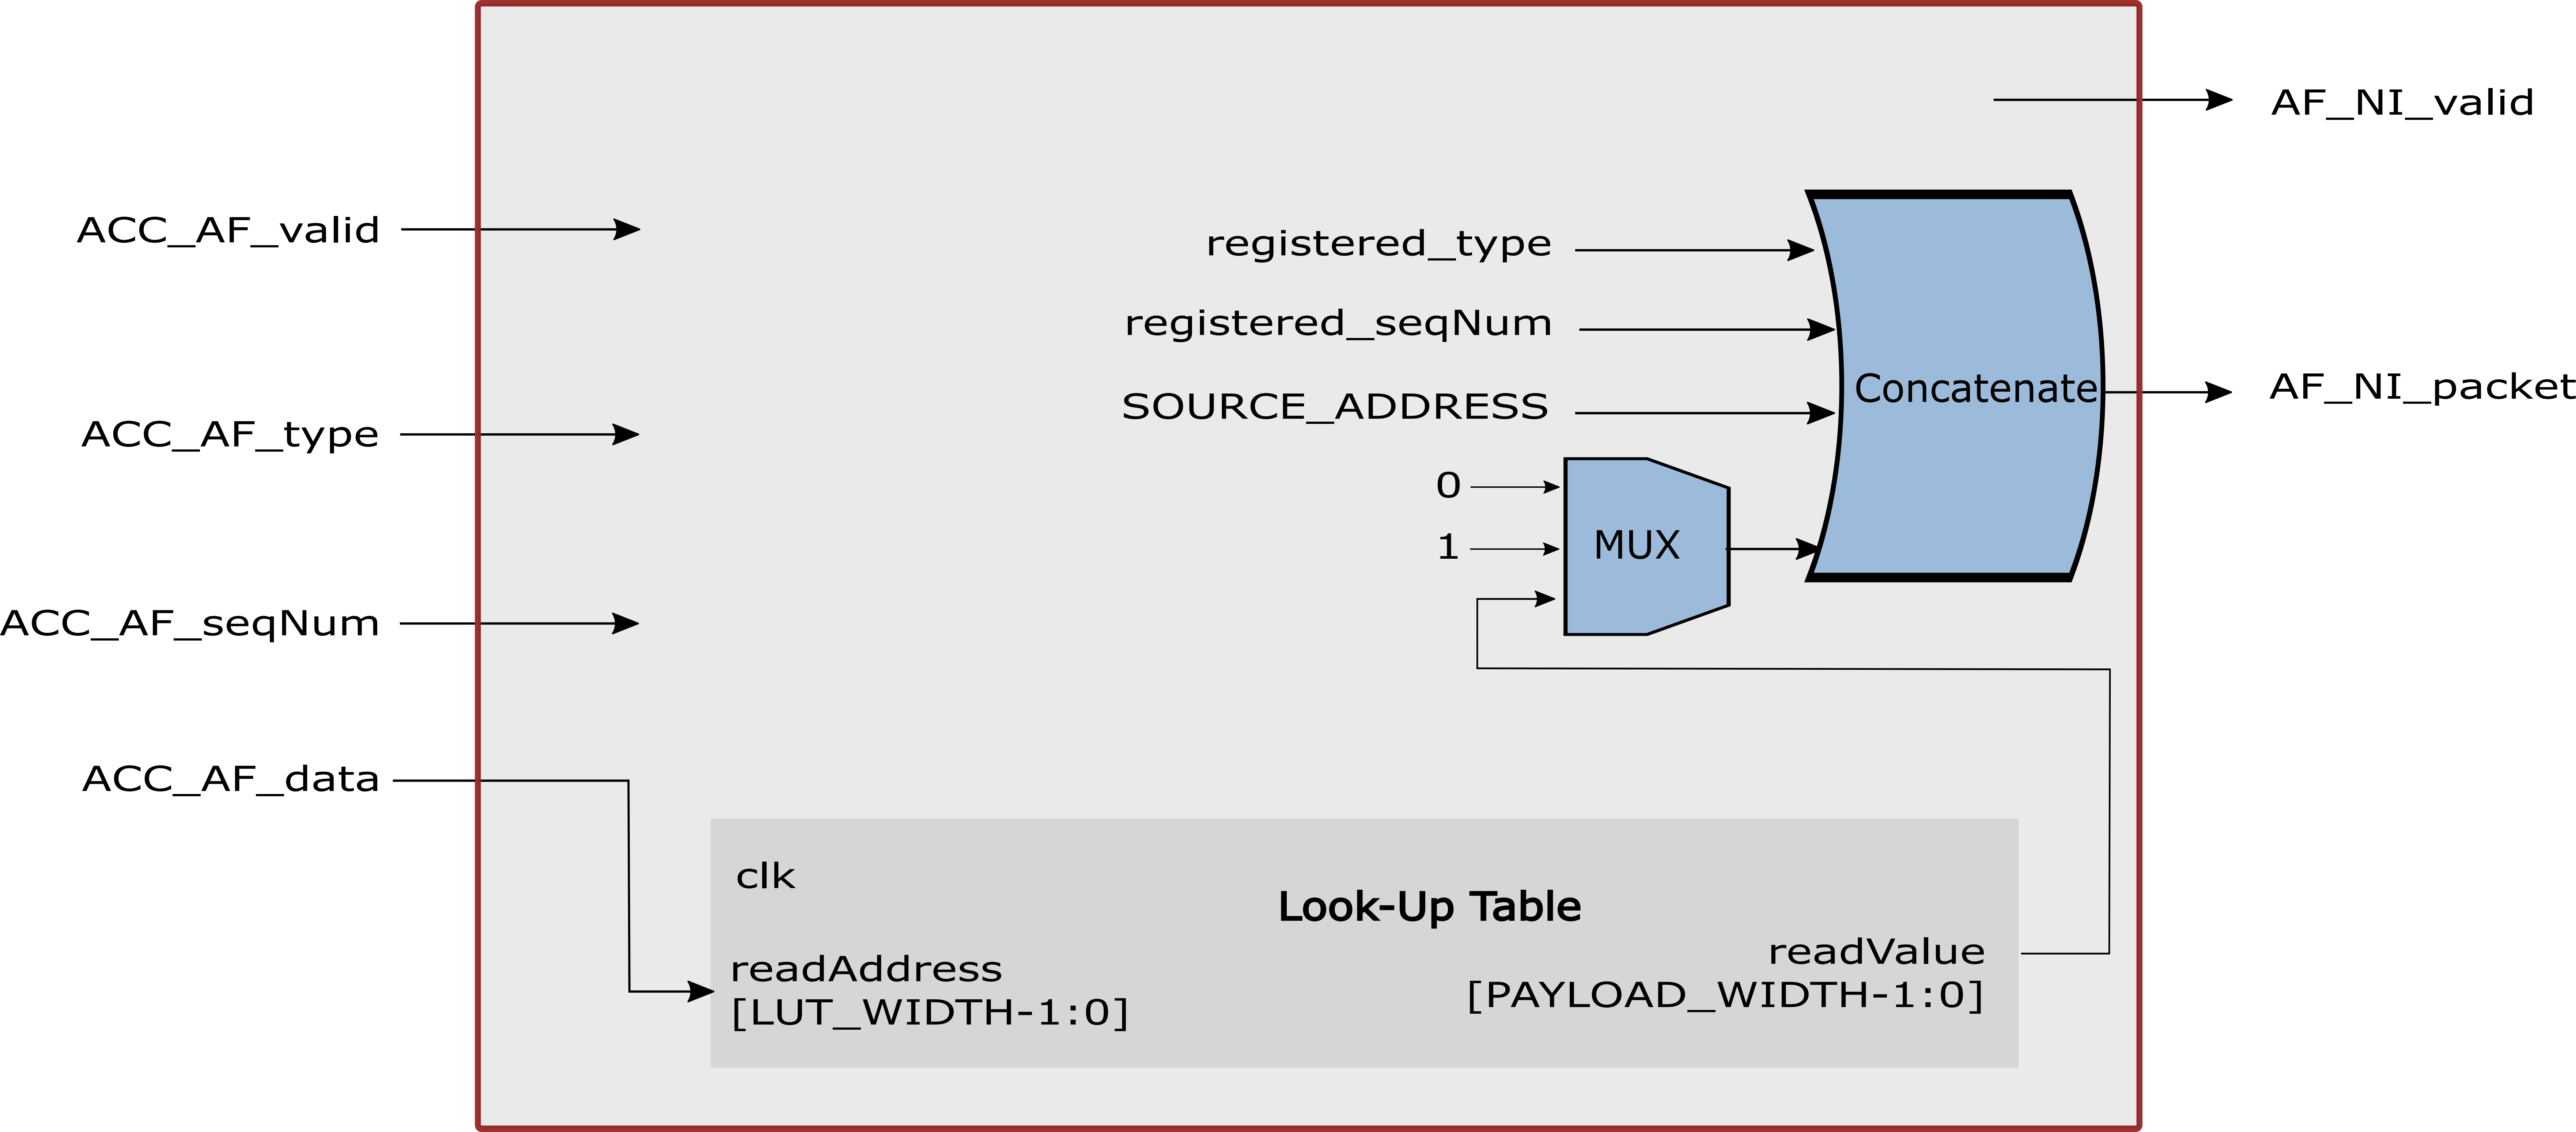 AF_NI_valid
ACC_AF_valid
registered_type
registered_seqNum
SOURCE_ADDRESS
Concatenate
AF_NI_packet
ACC_AF_type
0
1
MUX
ACC_AF_seqNum
ACC_AF_data
clk
Look-Up Table
readAddress
[LUT_WIDTH-1:0]
readValue
[PAYLOAD_WIDTH-1:0]